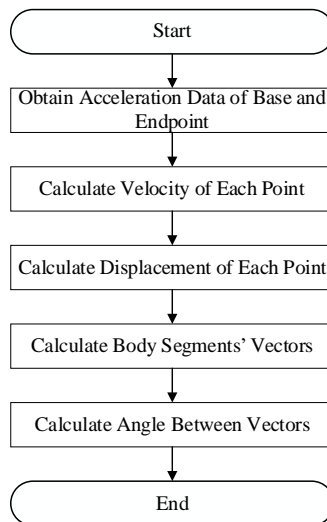 Start
Obtain Acceleration Data of Base and
Endpoint
Calculate Velocity of Each Point
Calculate Displacement of Each Point
Calculate Body Segments’ Vectors
Calculate Angle Between Vectors
End